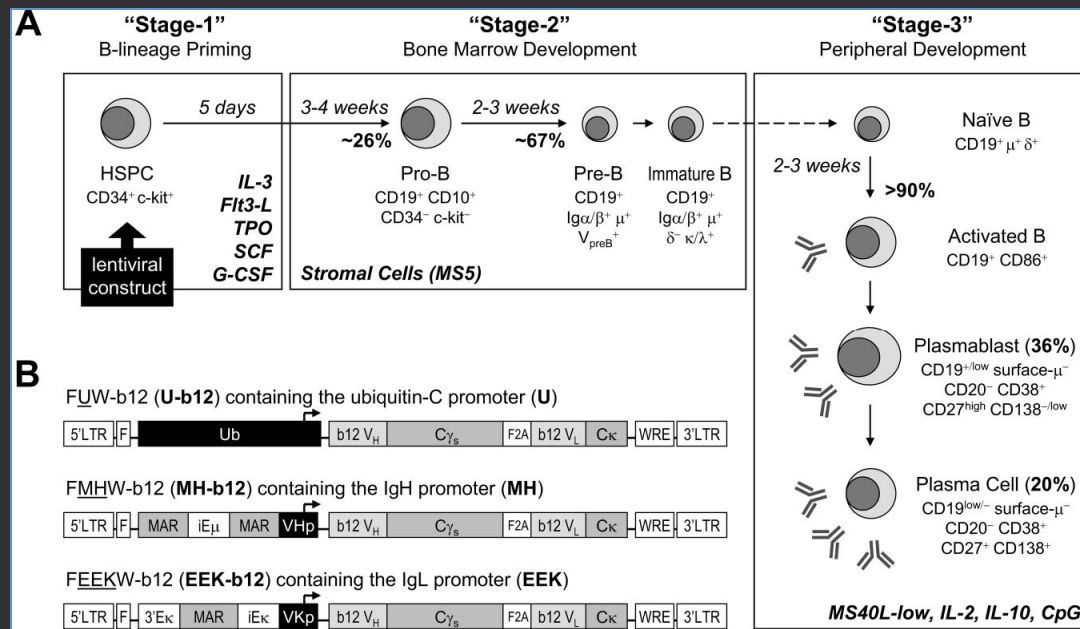 A
"Stage-1"
B-lineage Priming
"Stage-2"
Bone Marrow Development
"Stage-3"
Peripheral Development
5 days
HSPC
CD34⁺ c-kit⁺
IL-3
Flt3-L
TPO
SCF
G-CSF
lentiviral
construct
3-4 weeks
~26%
Pro-B
CD19⁺ CD10⁺
CD34⁻ c-kit⁻
2-3 weeks
~67%
Pre-B
CD19⁺
Igα/β⁺ μ⁺
VpreB⁺
Immature B
CD19⁺
Igα/β⁺ μ⁺
δ⁻ κ/λ⁺
Stromal Cells (MS5)
Naïve B
CD19⁺ μ⁺ δ⁺
2-3 weeks
>90%
Activated B
CD19⁺ CD86⁺
Plasmablast (36%)
CD19⁺/low surface-μ⁻
CD20⁻ CD38⁺
CD27high CD138⁻/low
Plasma Cell (20%)
CD19low/⁻ surface-μ⁻
CD20⁻ CD38⁺
CD27⁺ CD138⁺
MS40L-low, IL-2, IL-10, CpG
B
FUW-b12 (U-b12) containing the ubiquitin-C promoter (U)
5'LTR F Ub b12 VH Cγs F2A b12 VL Cκ WRE 3'LTR
FMHW-b12 (MH-b12) containing the IgH promoter (MH)
5'LTR F MAR iEμ MAR VHp b12 VH Cγs F2A b12 VL Cκ WRE 3'LTR
FEEKW-b12 (EEK-b12) containing the IgL promoter (EEK)
5'LTR F 3'Eκ MAR iEκ VKp b12 VH Cγs F2A b12 VL Cκ WRE 3'LTR